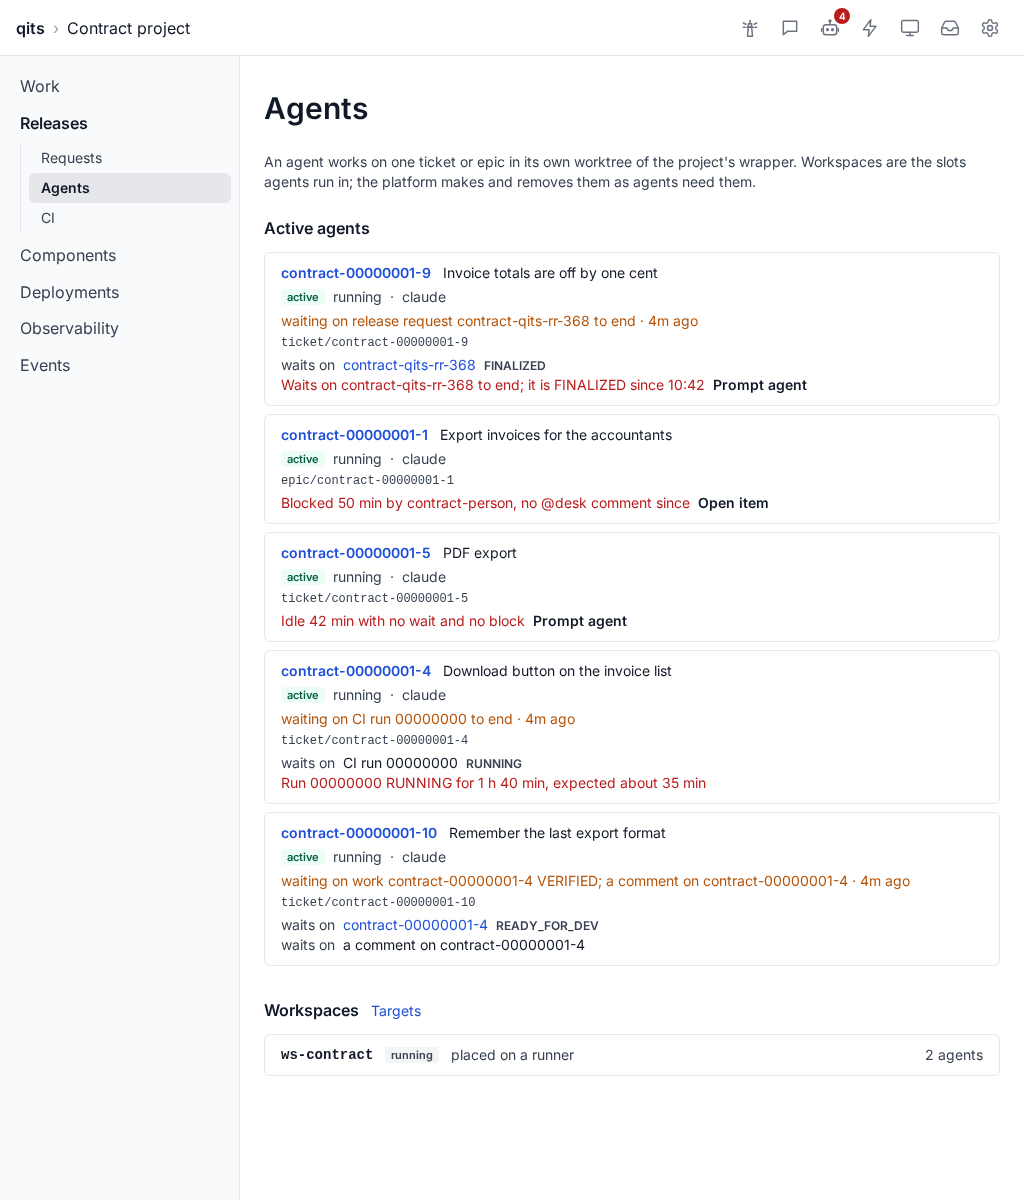 qits › Contract project
4
Work
Releases
Requests
Agents
CI
Components
Deployments
Observability
Events
Agents
An agent works on one ticket or epic in its own worktree of the project's wrapper. Workspaces are the slots
agents run in; the platform makes and removes them as agents need them.
Active agents
contract-00000001-9 Invoice totals are off by one cent
active running · claude
waiting on release request contract-qits-rr-368 to end · 4m ago
ticket/contract-00000001-9
waits on contract-qits-rr-368 FINALIZED
Waits on contract-qits-rr-368 to end; it is FINALIZED since 10:42 Prompt agent
contract-00000001-1 Export invoices for the accountants
active running · claude
epic/contract-00000001-1
Blocked 50 min by contract-person, no @desk comment since Open item
contract-00000001-5 PDF export
active running · claude
ticket/contract-00000001-5
Idle 42 min with no wait and no block Prompt agent
contract-00000001-4 Download button on the invoice list
active running · claude
waiting on CI run 00000000 to end · 4m ago
ticket/contract-00000001-4
waits on CI run 00000000 RUNNING
Run 00000000 RUNNING for 1 h 40 min, expected about 35 min
contract-00000001-10 Remember the last export format
active running · claude
waiting on work contract-00000001-4 VERIFIED; a comment on contract-00000001-4 · 4m ago
ticket/contract-00000001-10
waits on contract-00000001-4 READY_FOR_DEV
waits on a comment on contract-00000001-4
Workspaces Targets
ws-contract running placed on a runner 2 agents